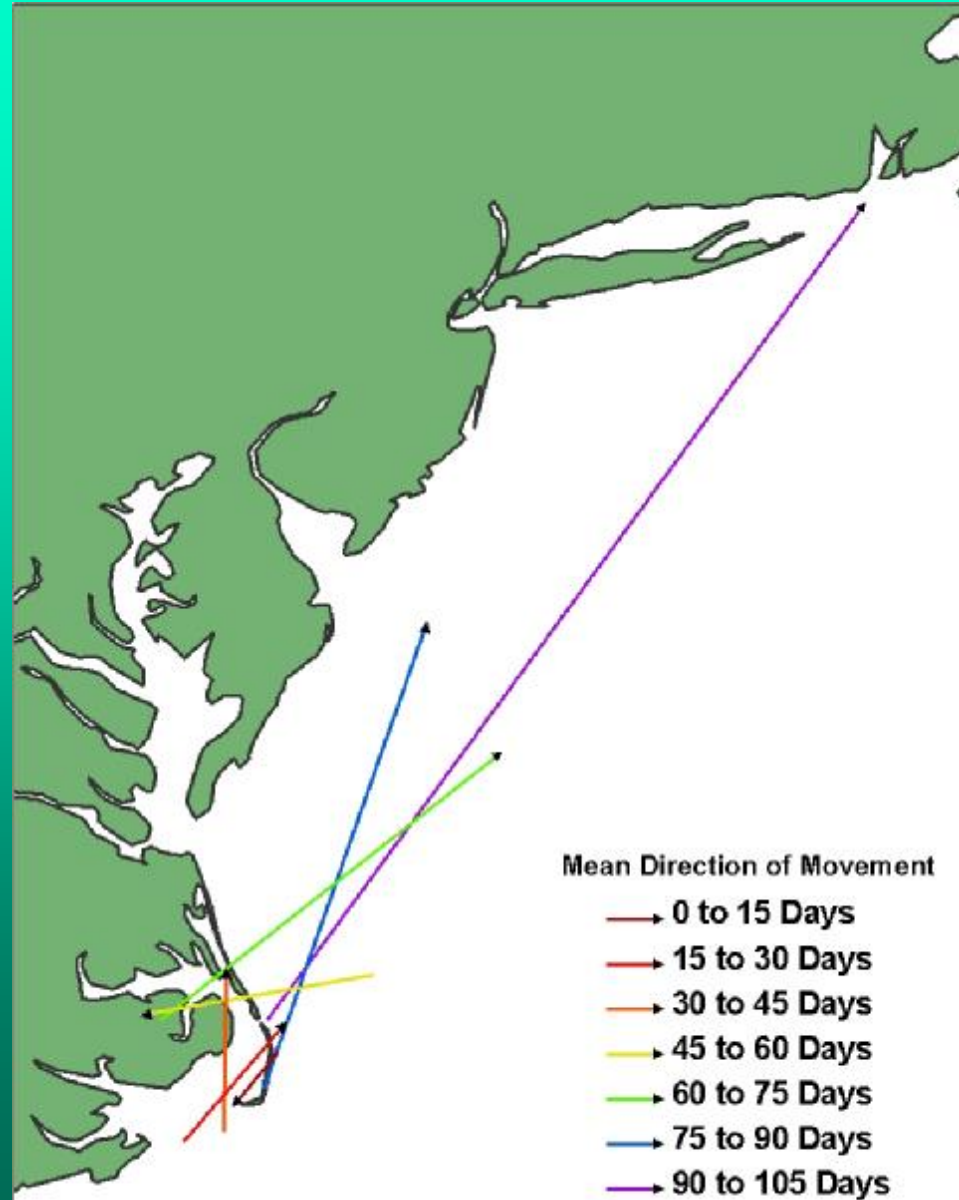 Mean Direction of Movement
0 to 15 Days
15 to 30 Days
30 to 45 Days
45 to 60 Days
60 to 75 Days
75 to 90 Days
90 to 105 Days